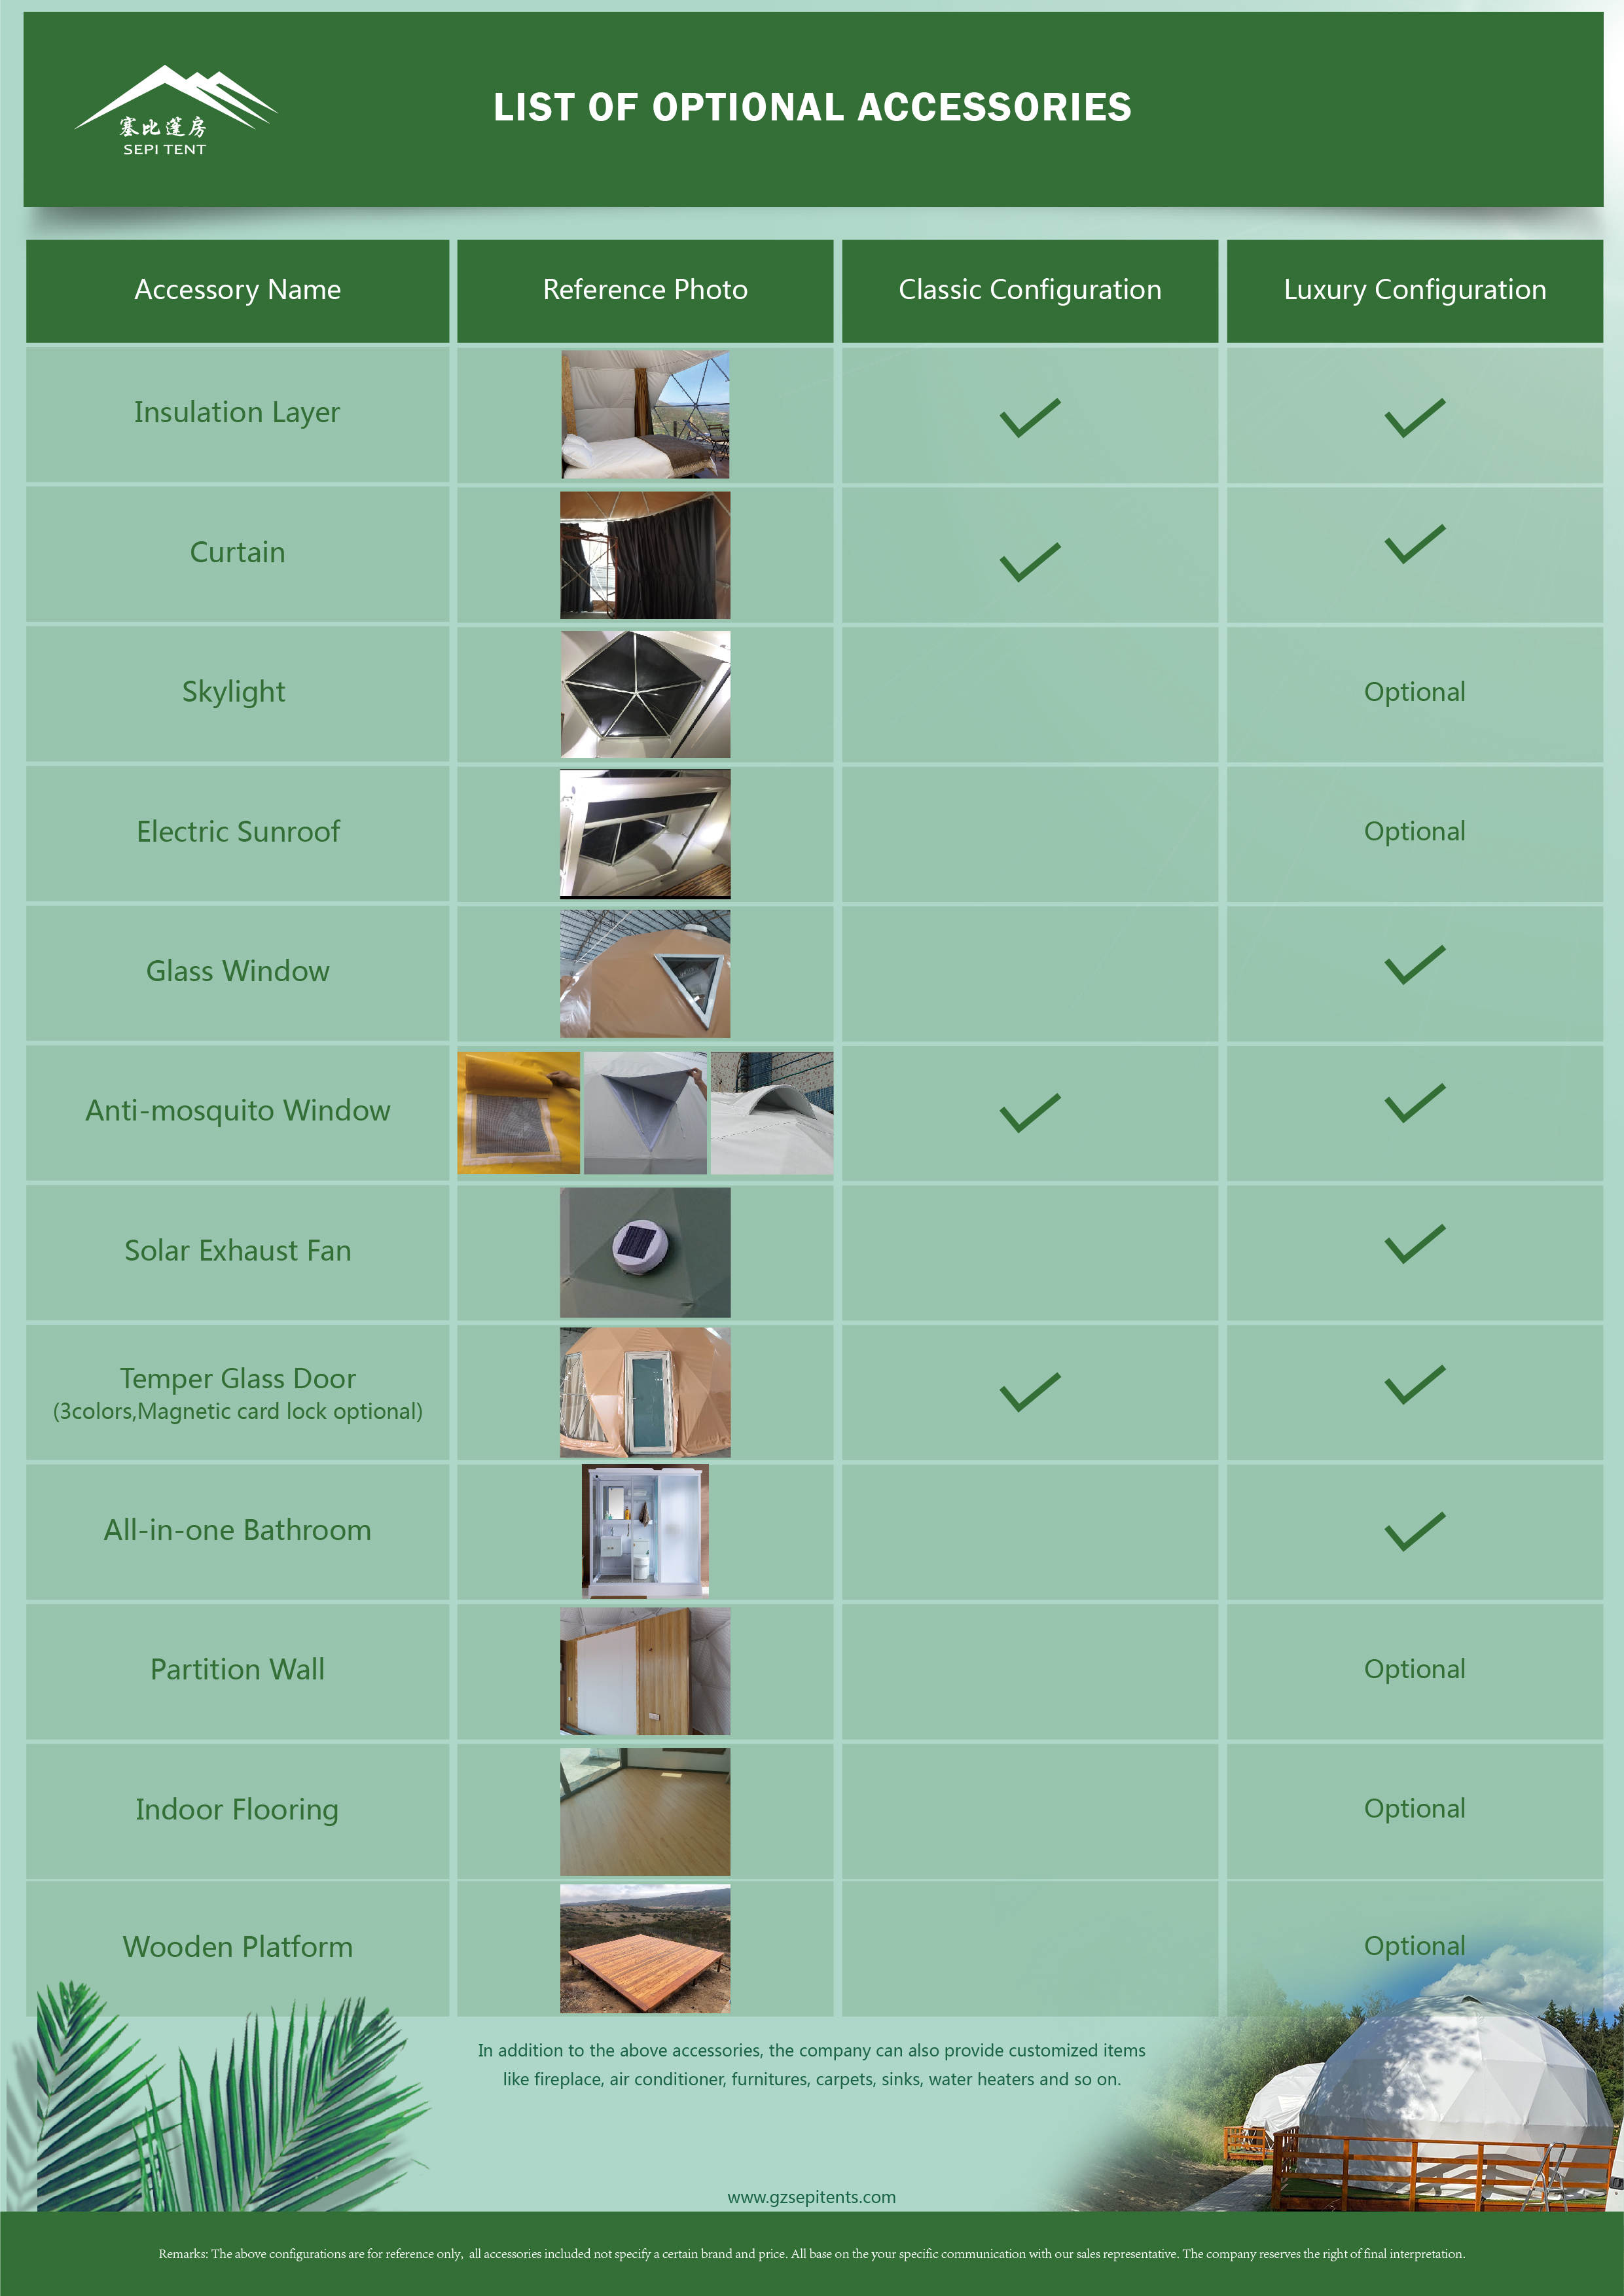 塞比篷房
SEPI TENT
LIST OF OPTIONAL ACCESSORIES
Accessory Name
Reference Photo
Classic Configuration
Luxury Configuration
Insulation Layer
Curtain
Skylight
Optional
Electric Sunroof
Optional
Glass Window
Anti-mosquito Window
Solar Exhaust Fan
Temper Glass Door
(3colors,Magnetic card lock optional)
All-in-one Bathroom
Partition Wall
Optional
Indoor Flooring
Optional
Wooden Platform
Optional
In addition to the above accessories, the company can also provide customized items
like fireplace, air conditioner, furnitures, carpets, sinks, water heaters and so on.
www.gzsepitents.com
Remarks: The above configurations are for reference only, all accessories included not specify a certain brand and price. All base on the your specific communication with our sales representative. The company reserves the right of final interpretation.